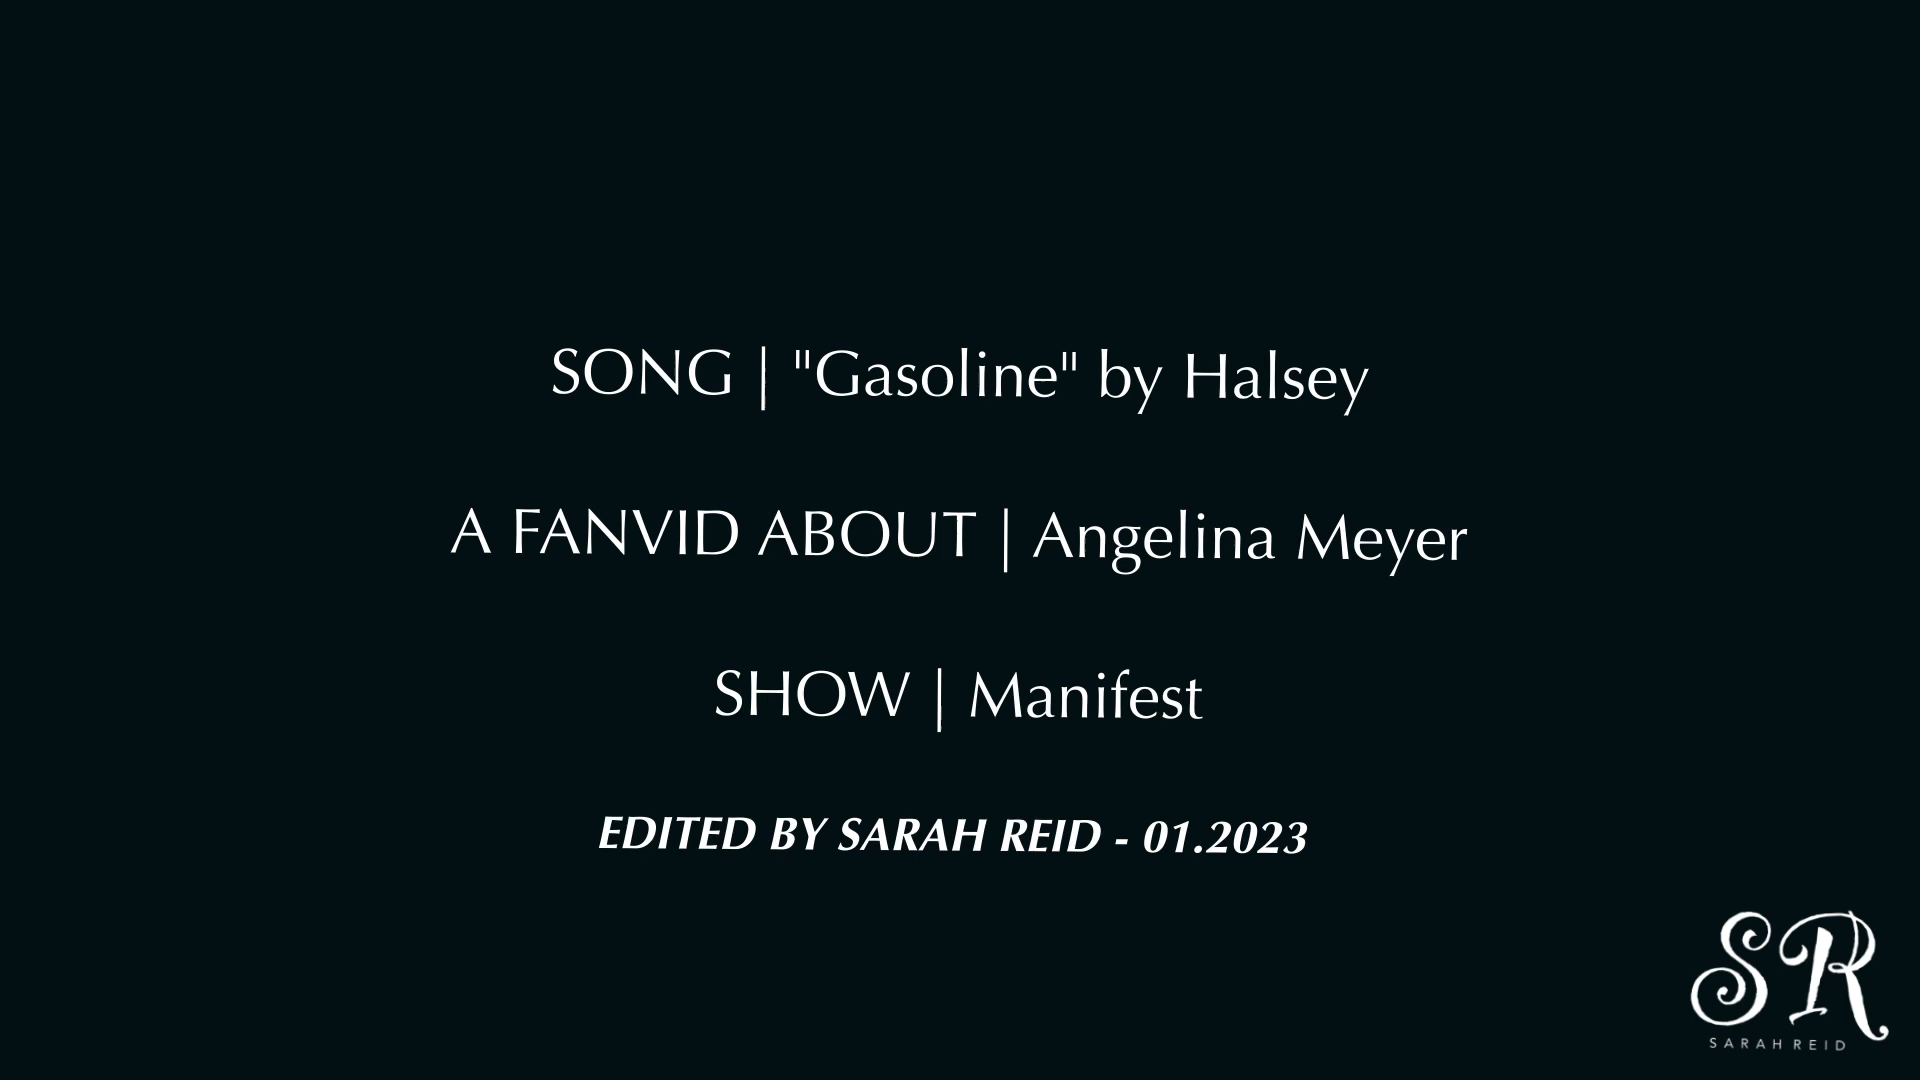 SONG | "Gasoline" by Halsey
A FANVID ABOUT | Angelina Meyer
SHOW | Manifest
EDITED BY SARAH REID - 01.2023
SR
SARAH REID